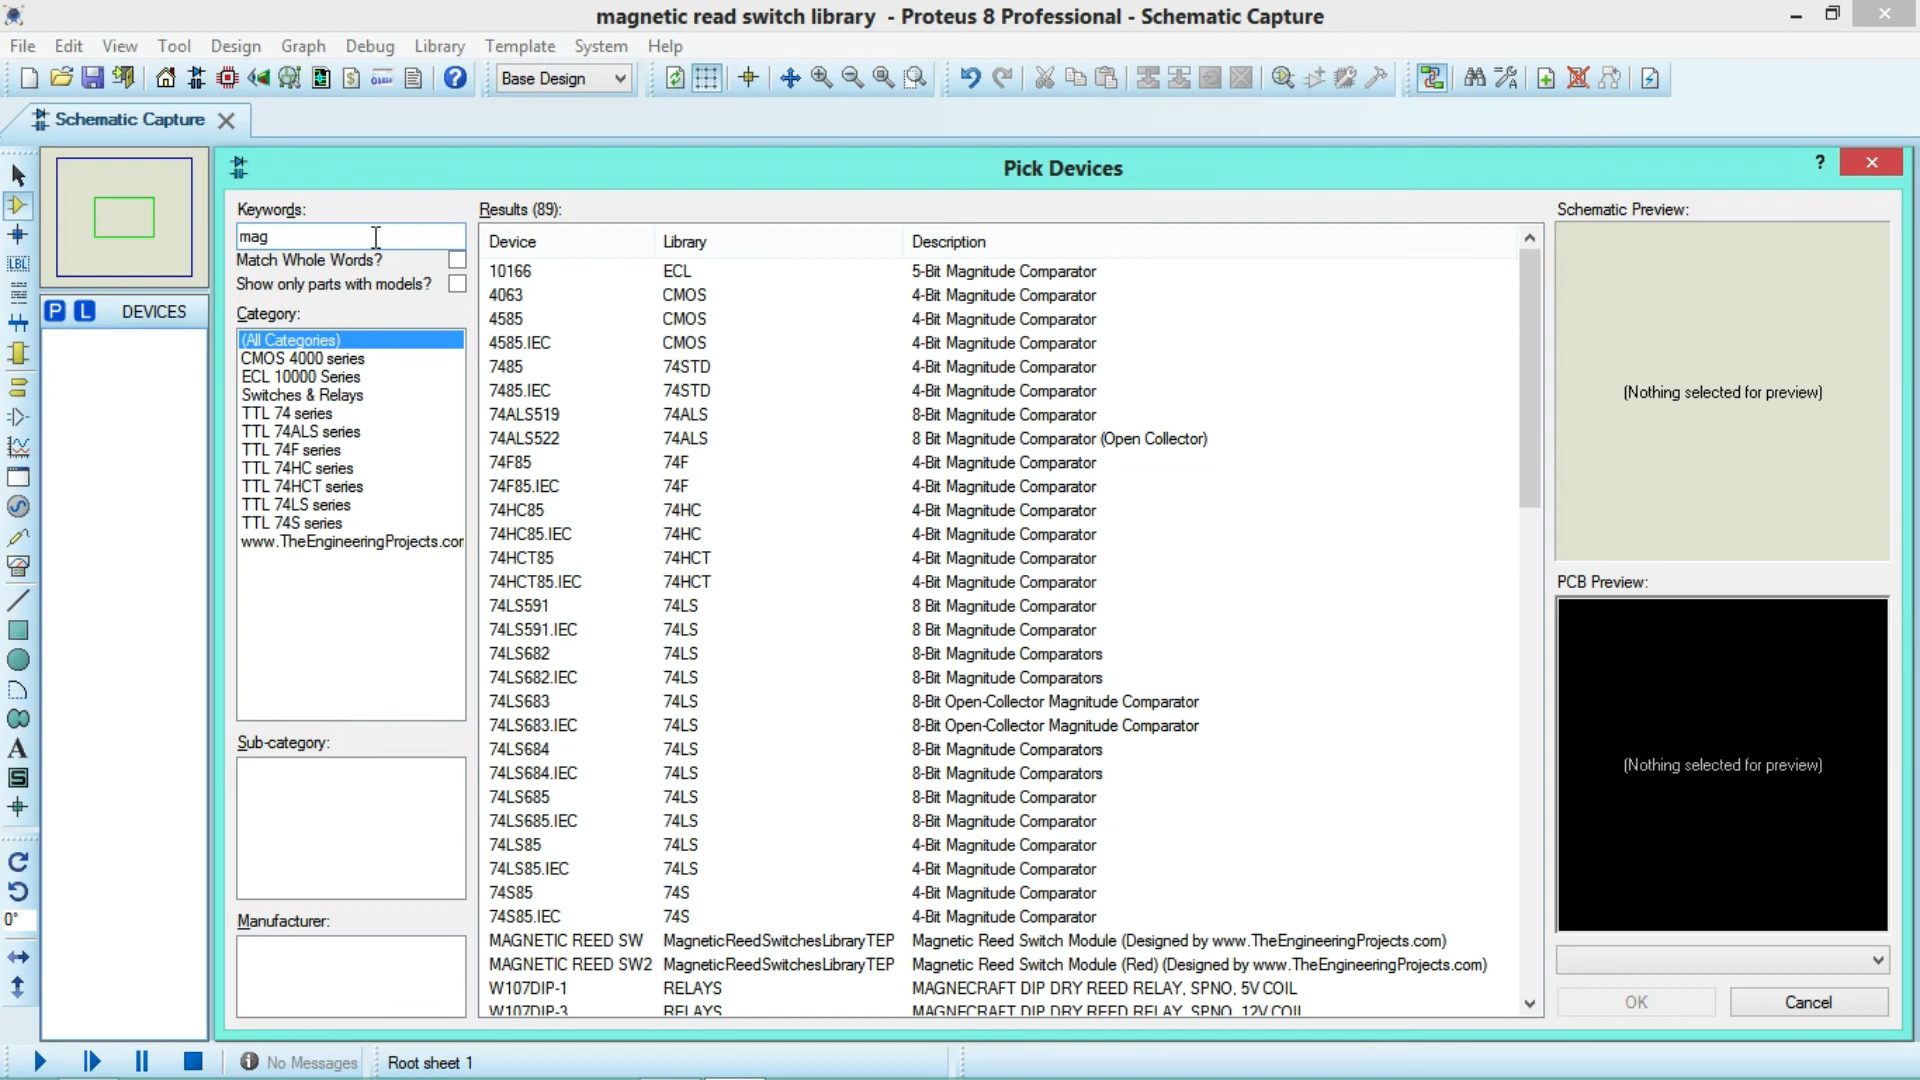 magnetic read switch library - Proteus 8 Professional - Schematic Capture
File Edit View Tool Design Graph Debug Library Template System Help
Base Design
Schematic Capture
Pick Devices
?
P L DEVICES
LBL
A
S
0°
Keywords:
mag
Match Whole Words?
Show only parts with models?
Category:
(All Categories)
CMOS 4000 series
ECL 10000 Series
Switches & Relays
TTL 74 series
TTL 74ALS series
TTL 74F series
TTL 74HC series
TTL 74HCT series
TTL 74LS series
TTL 74S series
www.TheEngineeringProjects.cor
Sub-category:
Manufacturer:
Results (89):
Device Library Description
10166 ECL 5-Bit Magnitude Comparator
4063 CMOS 4-Bit Magnitude Comparator
4585 CMOS 4-Bit Magnitude Comparator
4585.IEC CMOS 4-Bit Magnitude Comparator
7485 74STD 4-Bit Magnitude Comparator
7485.IEC 74STD 4-Bit Magnitude Comparator
74ALS519 74ALS 8-Bit Magnitude Comparator
74ALS522 74ALS 8 Bit Magnitude Comparator (Open Collector)
74F85 74F 4-Bit Magnitude Comparator
74F85.IEC 74F 4-Bit Magnitude Comparator
74HC85 74HC 4-Bit Magnitude Comparator
74HC85.IEC 74HC 4-Bit Magnitude Comparator
74HCT85 74HCT 4-Bit Magnitude Comparator
74HCT85.IEC 74HCT 4-Bit Magnitude Comparator
74LS591 74LS 8 Bit Magnitude Comparator
74LS591.IEC 74LS 8 Bit Magnitude Comparator
74LS682 74LS 8-Bit Magnitude Comparators
74LS682.IEC 74LS 8-Bit Magnitude Comparators
74LS683 74LS 8-Bit Open-Collector Magnitude Comparator
74LS683.IEC 74LS 8-Bit Open-Collector Magnitude Comparator
74LS684 74LS 8-Bit Magnitude Comparators
74LS684.IEC 74LS 8-Bit Magnitude Comparators
74LS685 74LS 8-Bit Magnitude Comparator
74LS685.IEC 74LS 8-Bit Magnitude Comparator
74LS85 74LS 4-Bit Magnitude Comparator
74LS85.IEC 74LS 4-Bit Magnitude Comparator
74S85 74S 4-Bit Magnitude Comparator
74S85.IEC 74S 4-Bit Magnitude Comparator
MAGNETIC REED SW MagneticReedSwitchesLibraryTEP Magnetic Reed Switch Module (Designed by www.TheEngineeringProjects.com)
MAGNETIC REED SW2 MagneticReedSwitchesLibraryTEP Magnetic Reed Switch Module (Red) (Designed by www.TheEngineeringProjects.com)
W107DIP-1 RELAYS MAGNECRAFT DIP DRY REED RELAY, SPNO, 5V COIL
W107DIP-3 RELAYS MAGNECRAFT DIP DRY REED RELAY, SPNO, 12V COIL
Schematic Preview:
(Nothing selected for preview)
PCB Preview:
(Nothing selected for preview)
OK Cancel
No Messages Root sheet 1